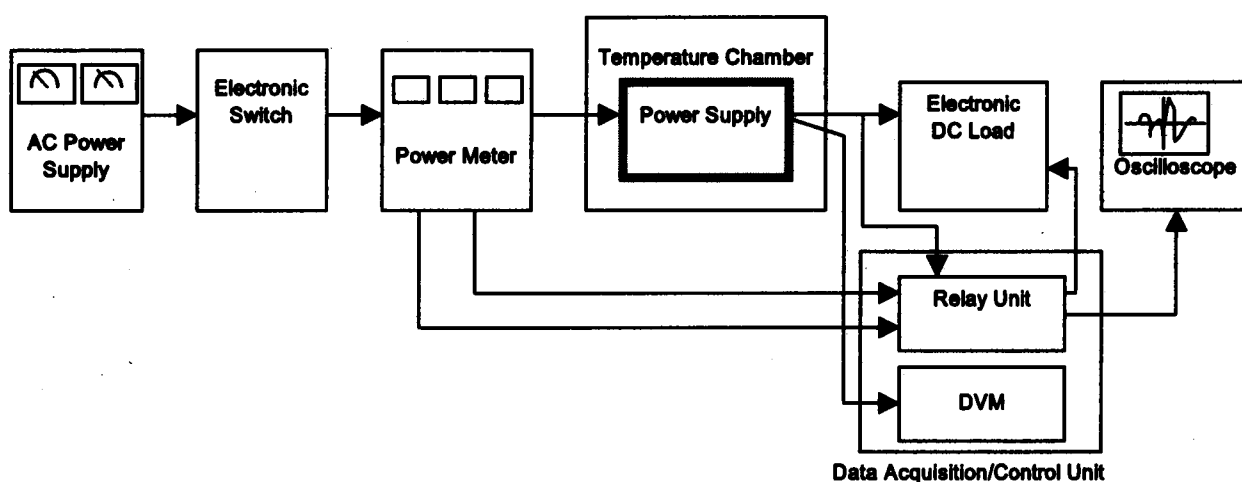 AC Power
Supply
Electronic
Switch
Power Meter
Temperature Chamber
Power Supply
Electronic
DC Load
Oscilloscope
Relay Unit
DVM
Data Acquisition/Control Unit